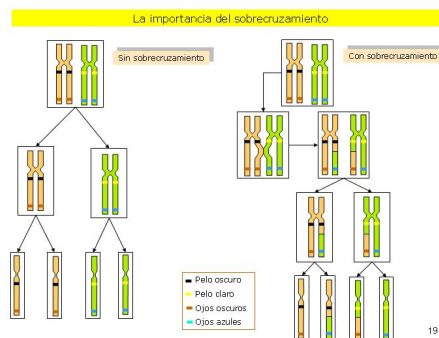 La importancia del sobrecruzamiento
Sin sobrecruzamiento
Con sobrecruzamiento
Pelo oscuro
Pelo claro
Ojos oscuros
Ojos azules
19